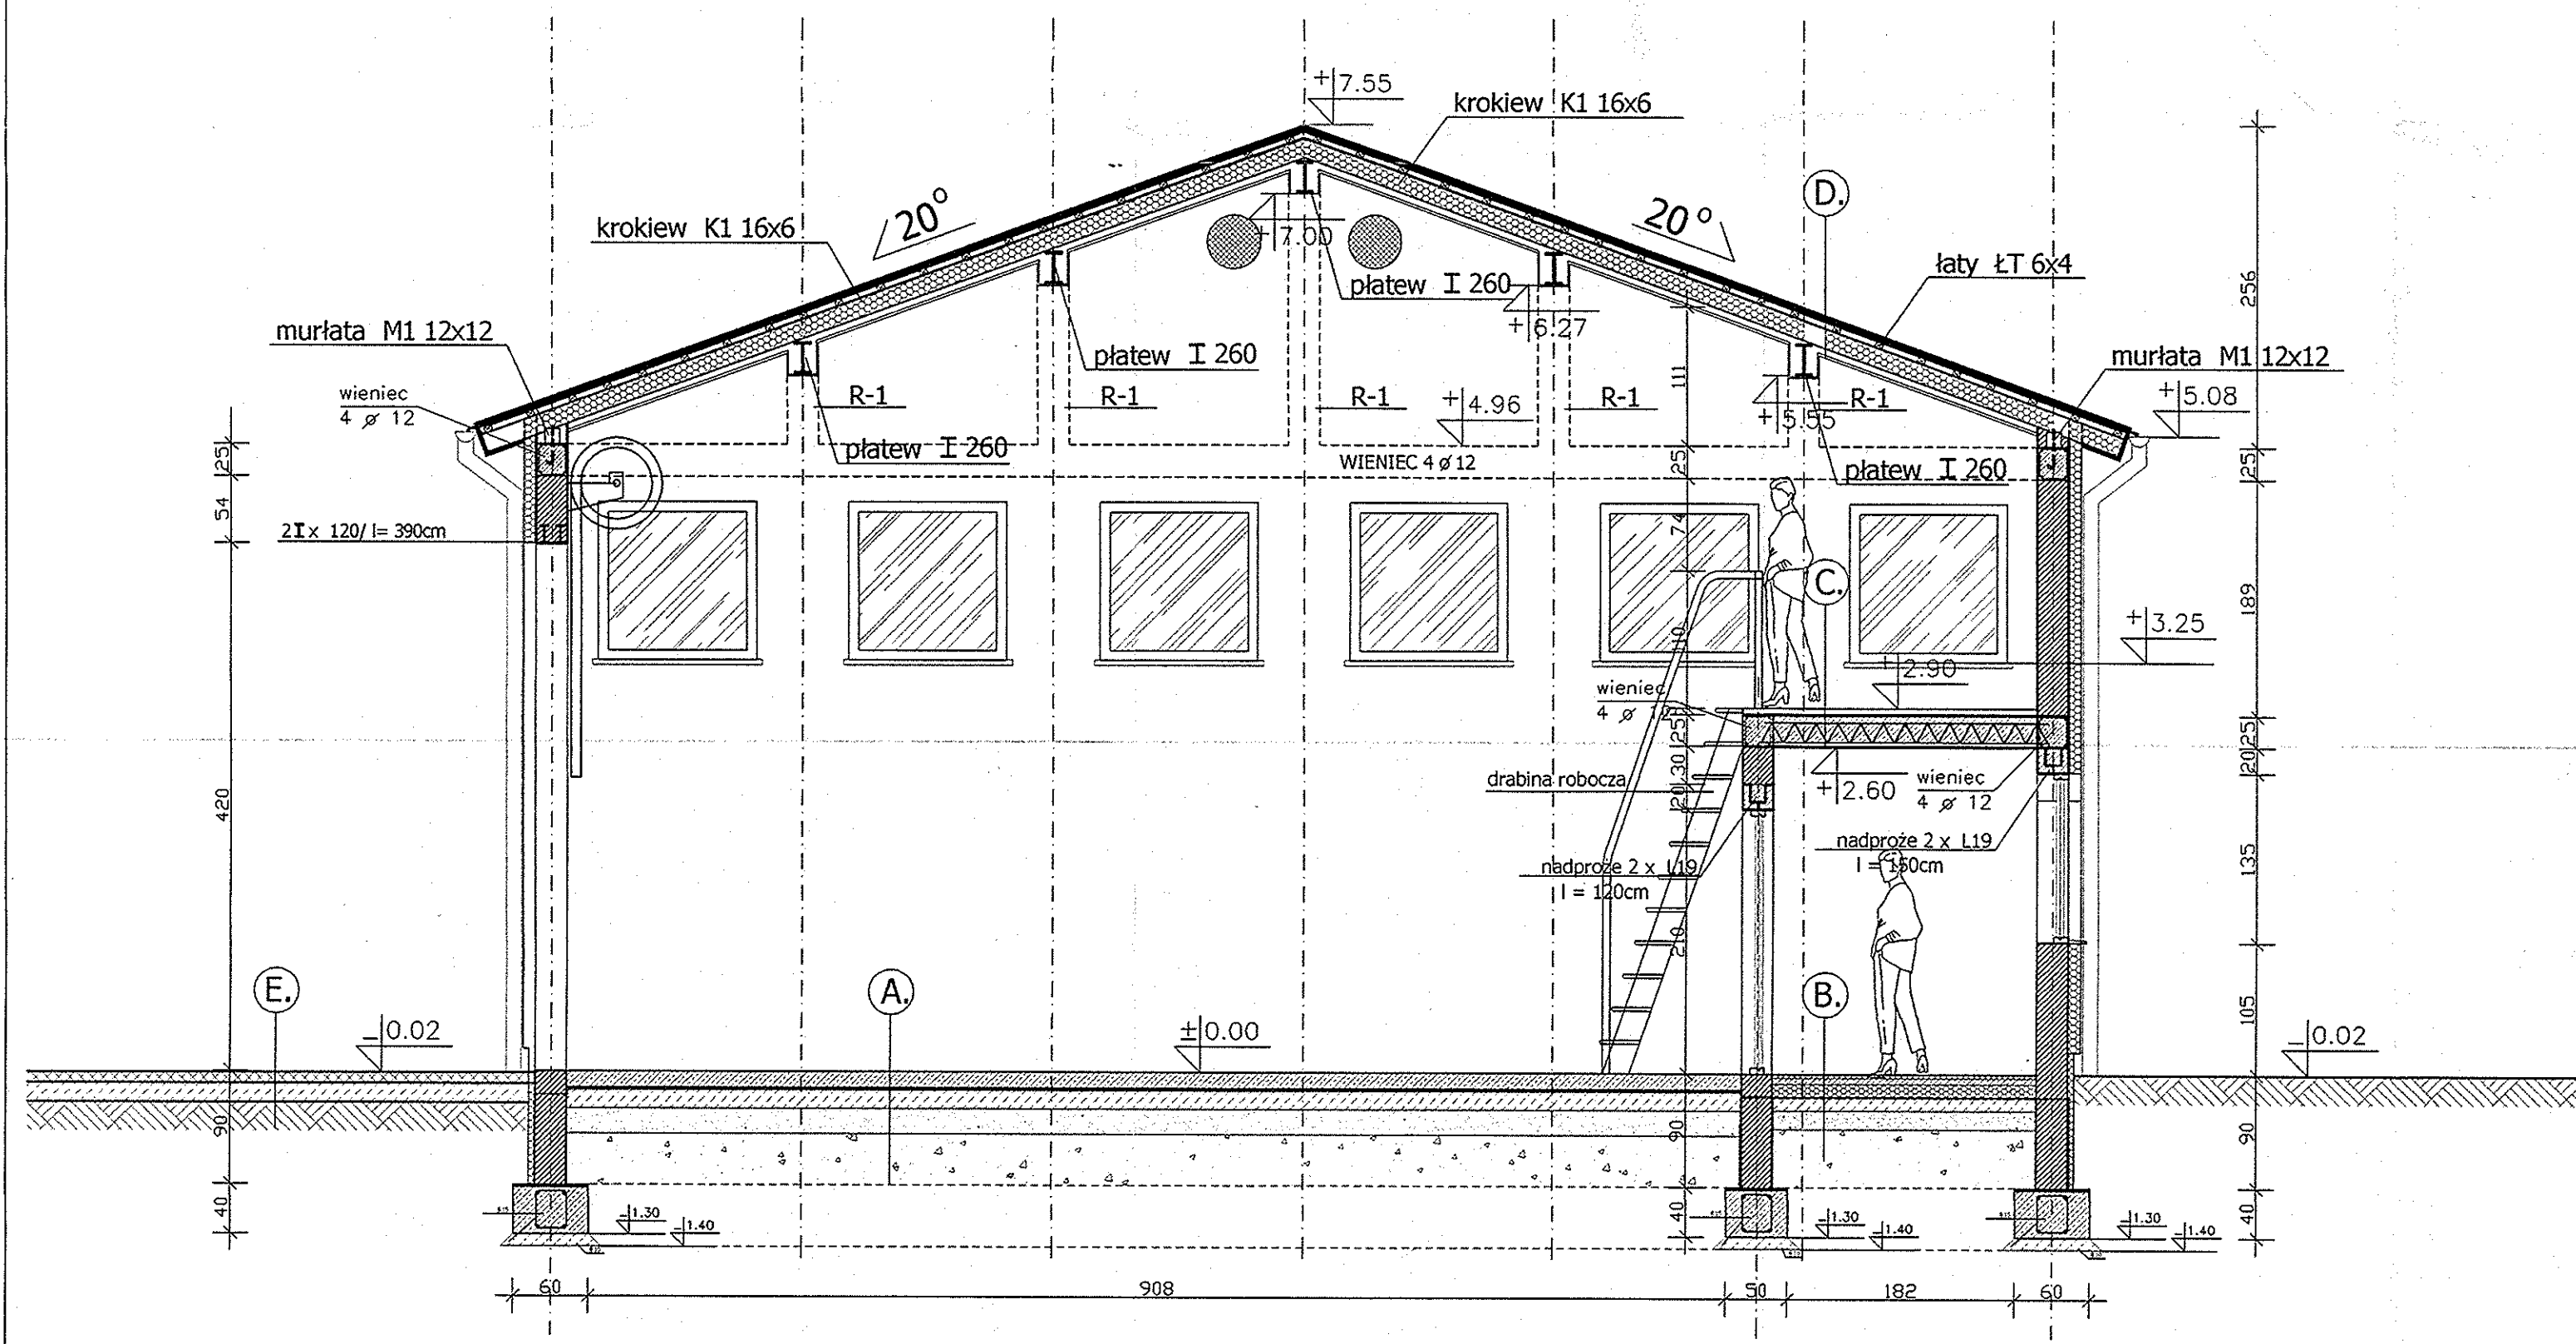 +7.55
krokiew K1 16x6
D.
20°
20°
krokiew K1 16x6
+7.00
łaty ŁT 6x4
płatew I 260
+6.27
256
murłata M1 12x12
płatew I 260
murłata M1 12x12
wieniec
4 ø 12
R-1
R-1
R-1
R-1
R-1
111
+4.96
+5.55
+5.08
płatew I 260
WIENIEC 4 ø 12
płatew I 260
25
25
25
54
2I x 120/ l= 390cm
74
C.
189
110
+3.25
+2.90
wieniec
4 ø 12
25
25
drabina robocza
30
20
+2.60
wieniec
4 ø 12
20
420
nadproże 2 x L19
l = 120cm
nadproże 2 x L19
l = 150cm
135
210
E.
A.
B.
105
-0.02
±0.00
-0.02
90
90
90
40
40
40
-1.30
-1.40
-1.30
-1.40
-1.30
-1.40
60
908
50
182
60